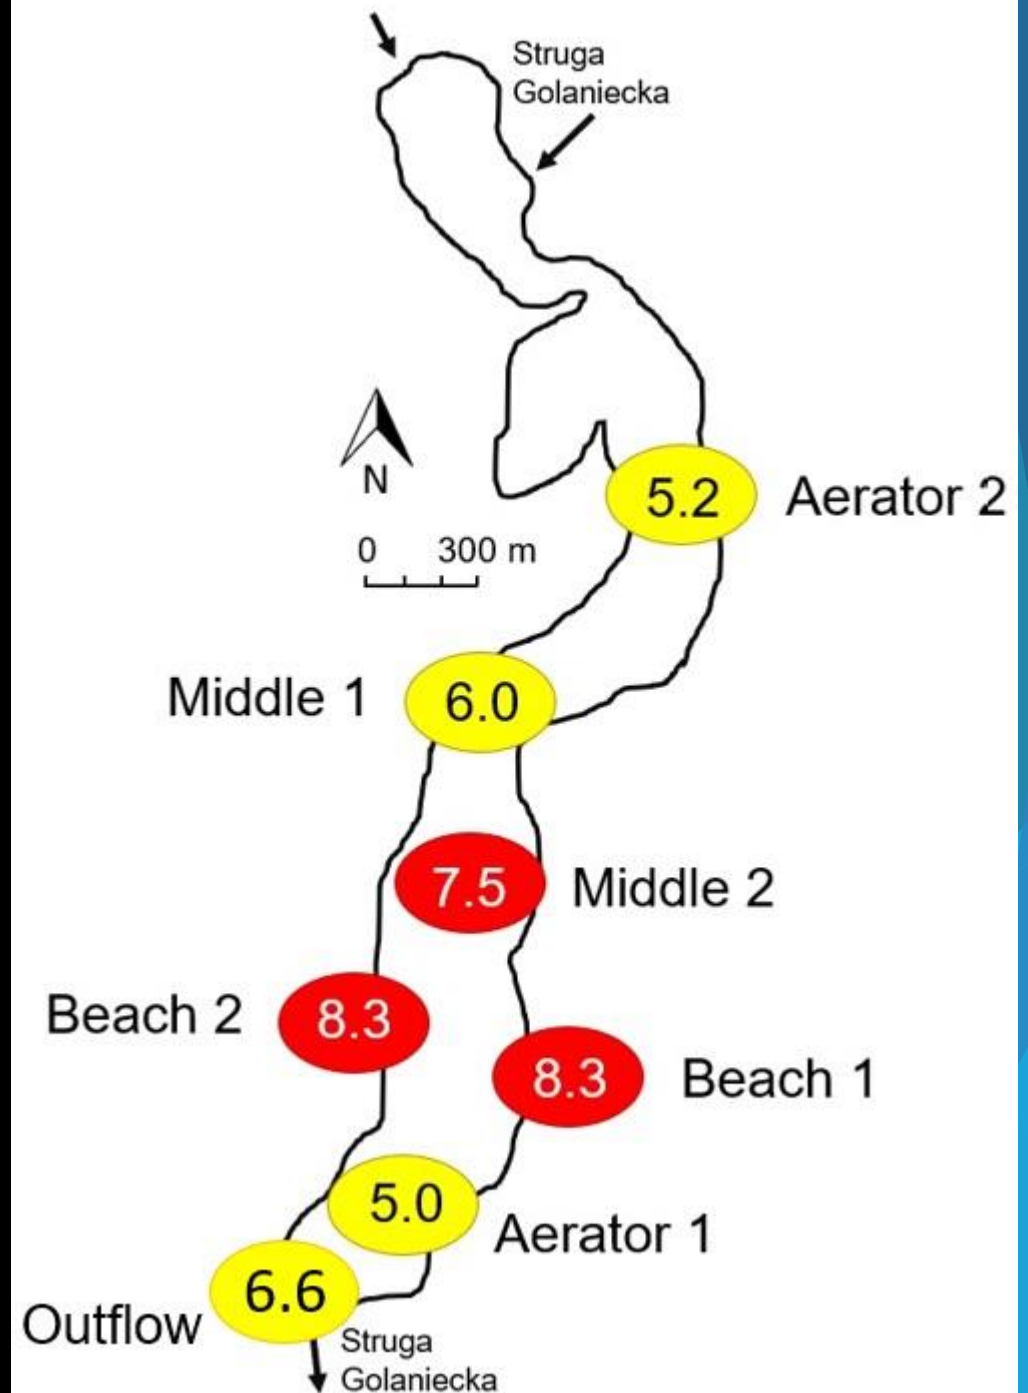 Struga
Golaniecka
N
0 300 m
5.2 Aerator 2
Middle 1 6.0
7.5 Middle 2
Beach 2 8.3
8.3 Beach 1
5.0
Aerator 1
6.6
Outflow
Struga
Golaniecka